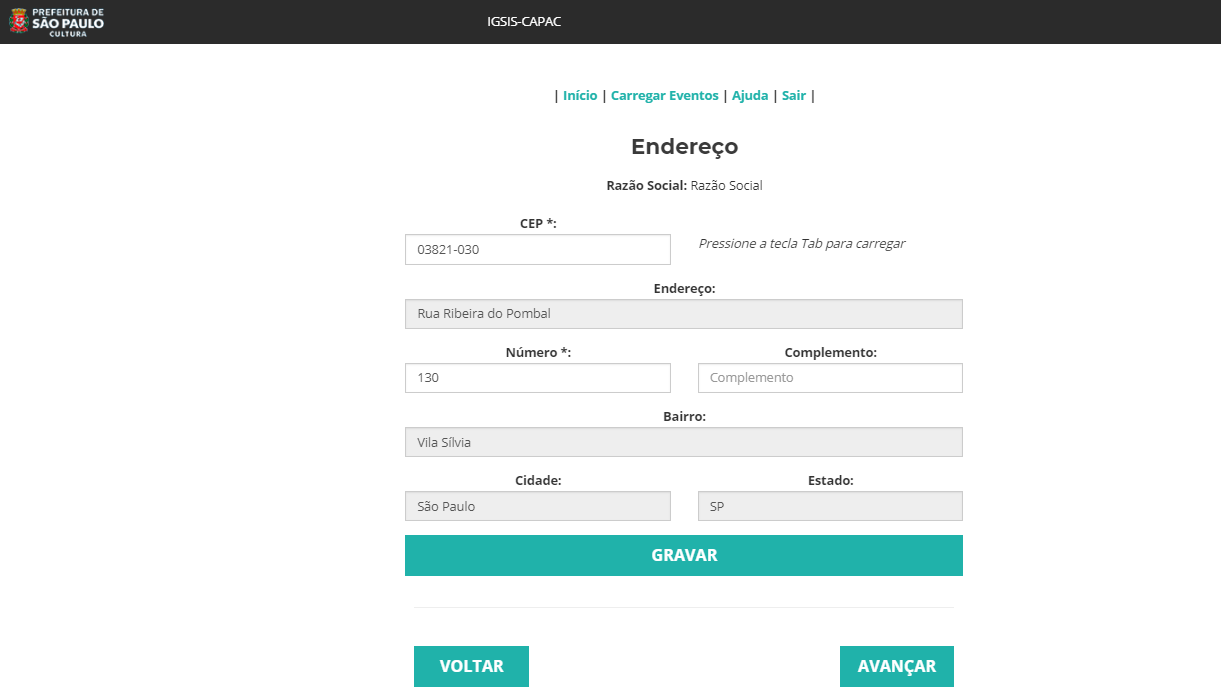 PREFEITURA DE
SÃO PAULO
CULTURA
IGSIS-CAPAC
| Início | Carregar Eventos | Ajuda | Sair |
Endereço
Razão Social: Razão Social
CEP *:
03821-030
Pressione a tecla Tab para carregar
Endereço:
Rua Ribeira do Pombal
Número *: Complemento:
130 Complemento
Bairro:
Vila Sílvia
Cidade: Estado:
São Paulo SP
GRAVAR
VOLTAR AVANÇAR